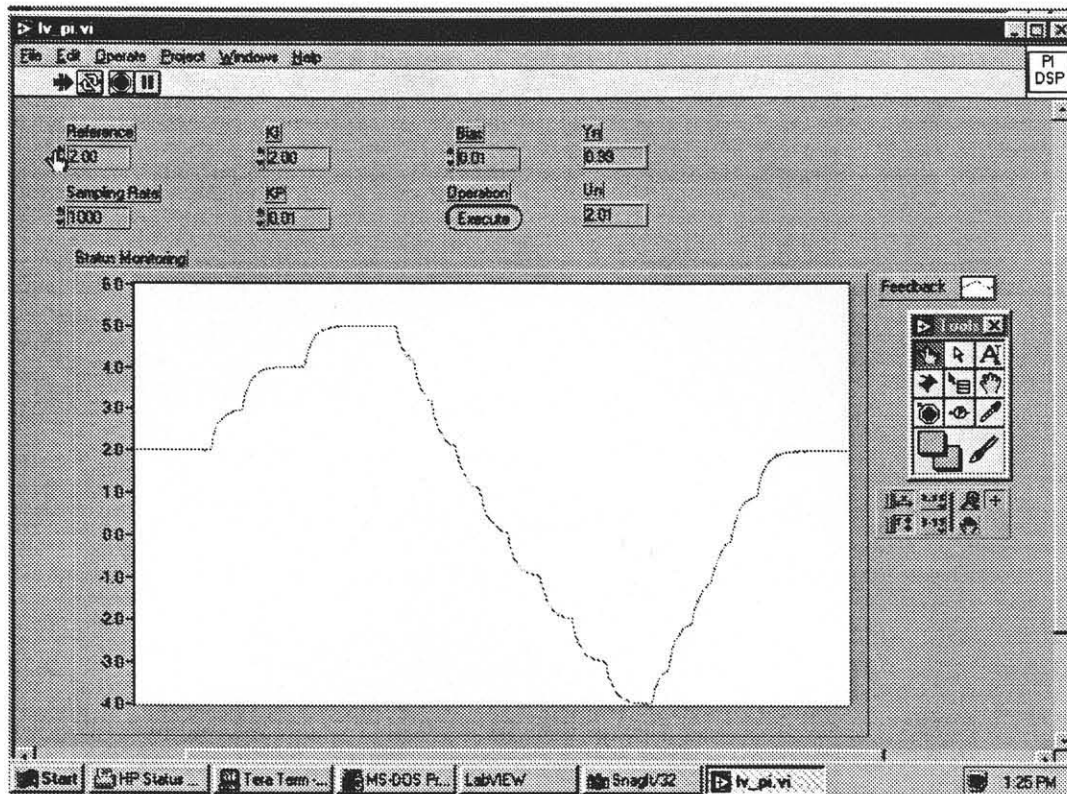 lv_pi.vi
File Edit Operate Project Windows Help
PI
DSP
Reference Ki Bias Yn
2.00 2.00 0.01
Sampling Rate KP Operation Un
1000 0.01 Execute 2.01
Status Monitoring
6.0
5.0
4.0
3.0
2.0
1.0
0.0
-1.0
-2.0
-3.0
-4.0
Feedback
Tools
Start HP Status ... Tera Term -... MS-DOS Pr... LabVIEW SnagIt/32 lv_pi.vi 1:25 PM